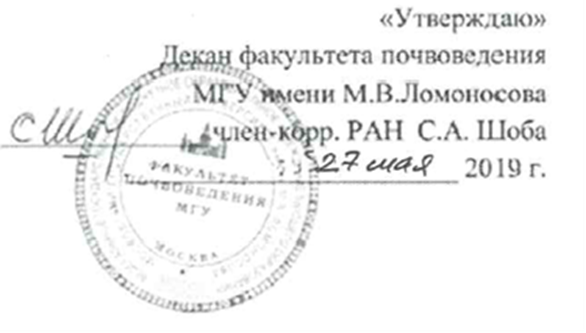 «Утверждаю»
Декан факультета почвоведения
МГУ имени М.В.Ломоносова
член-корр. РАН С.А. Шоба
27 мая 2019 г.
ФАКУЛЬТЕТ
ПОЧВОВЕДЕНИЯ
МГУ
МОСКВА